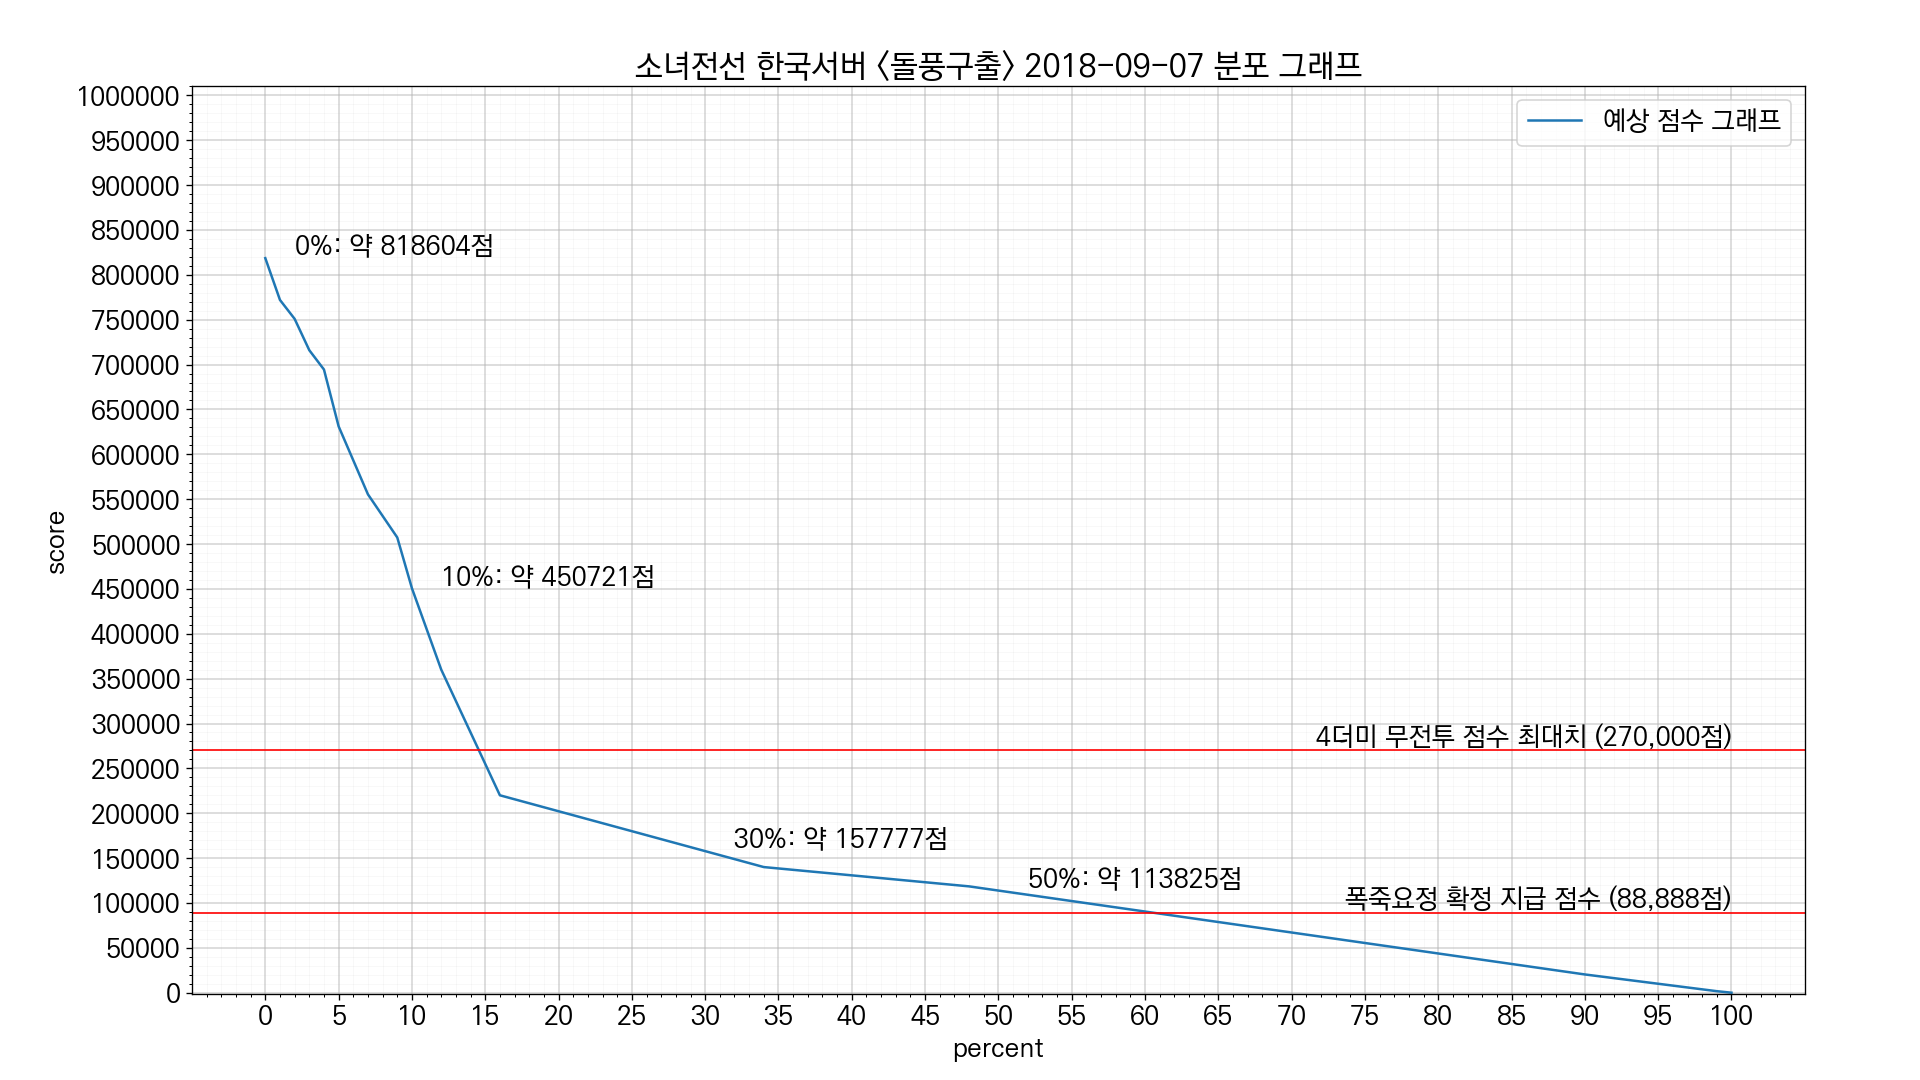 소녀전선 한국서버 <돌풍구출> 2018-09-07 분포 그래프
예상 점수 그래프
score
1000000
950000
900000
850000
800000
750000
700000
650000
600000
550000
500000
450000
400000
350000
300000
250000
200000
150000
100000
50000
0
0%: 약 818604점
10%: 약 450721점
4더미 무전투 점수 최대치 (270,000점)
30%: 약 157777점
50%: 약 113825점
폭죽요정 확정 지급 점수 (88,888점)
0 5 10 15 20 25 30 35 40 45 50 55 60 65 70 75 80 85 90 95 100
percent